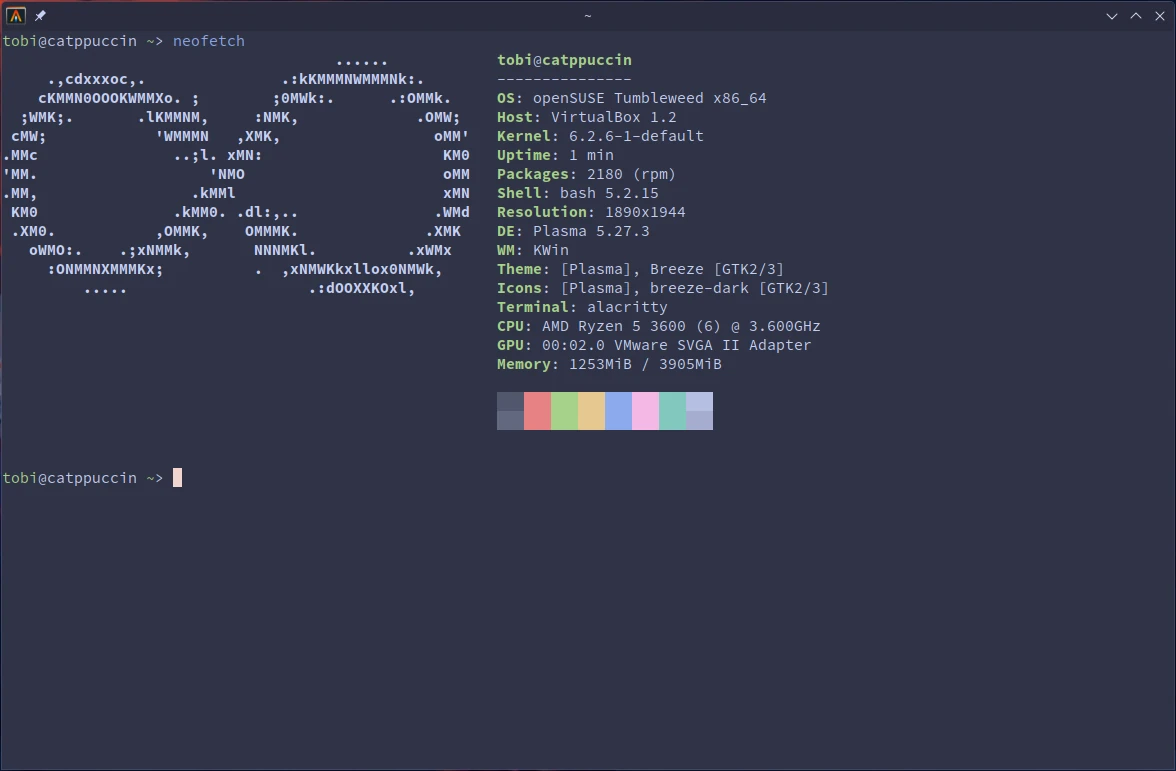 ~
tobi@catppuccin ~> neofetch
                                     ......         tobi@catppuccin
     .,cdxxxoc,.               .:kKMMMNWMMMNk:.     ---------------
    cKMMN0OOOKWMMXo. ;        ;0MWk:.      .:OMMk.  OS: openSUSE Tumbleweed x86_64
  ;WMK;.       .lKMMNM,     :NMK,             .OMW; Host: VirtualBox 1.2
 cMW;            'WMMMN   ,XMK,                 oMM' Kernel: 6.2.6-1-default
.MMc               ..;l. xMN:                    KM0 Uptime: 1 min
'MM.                   'NMO                      oMM Packages: 2180 (rpm)
.MM,                 .kMMl                       xMN Shell: bash 5.2.15
 KM0               .kMM0. .dl:,..               .WMd Resolution: 1890x1944
 .XM0.           ,OMMK,    OMMMK.              .XMK DE: Plasma 5.27.3
   oWMO:.    .;xNMMk,       NNNMKl.          .xWMx WM: KWin
     :ONMMNXMMMKx;          .  ,xNMWKkxllox0NMWk, Theme: [Plasma], Breeze [GTK2/3]
         .....                    .:dOOXXKOxl, Icons: [Plasma], breeze-dark [GTK2/3]
Terminal: alacritty
CPU: AMD Ryzen 5 3600 (6) @ 3.600GHz
GPU: 00:02.0 VMware SVGA II Adapter
Memory: 1253MiB / 3905MiB
tobi@catppuccin ~>